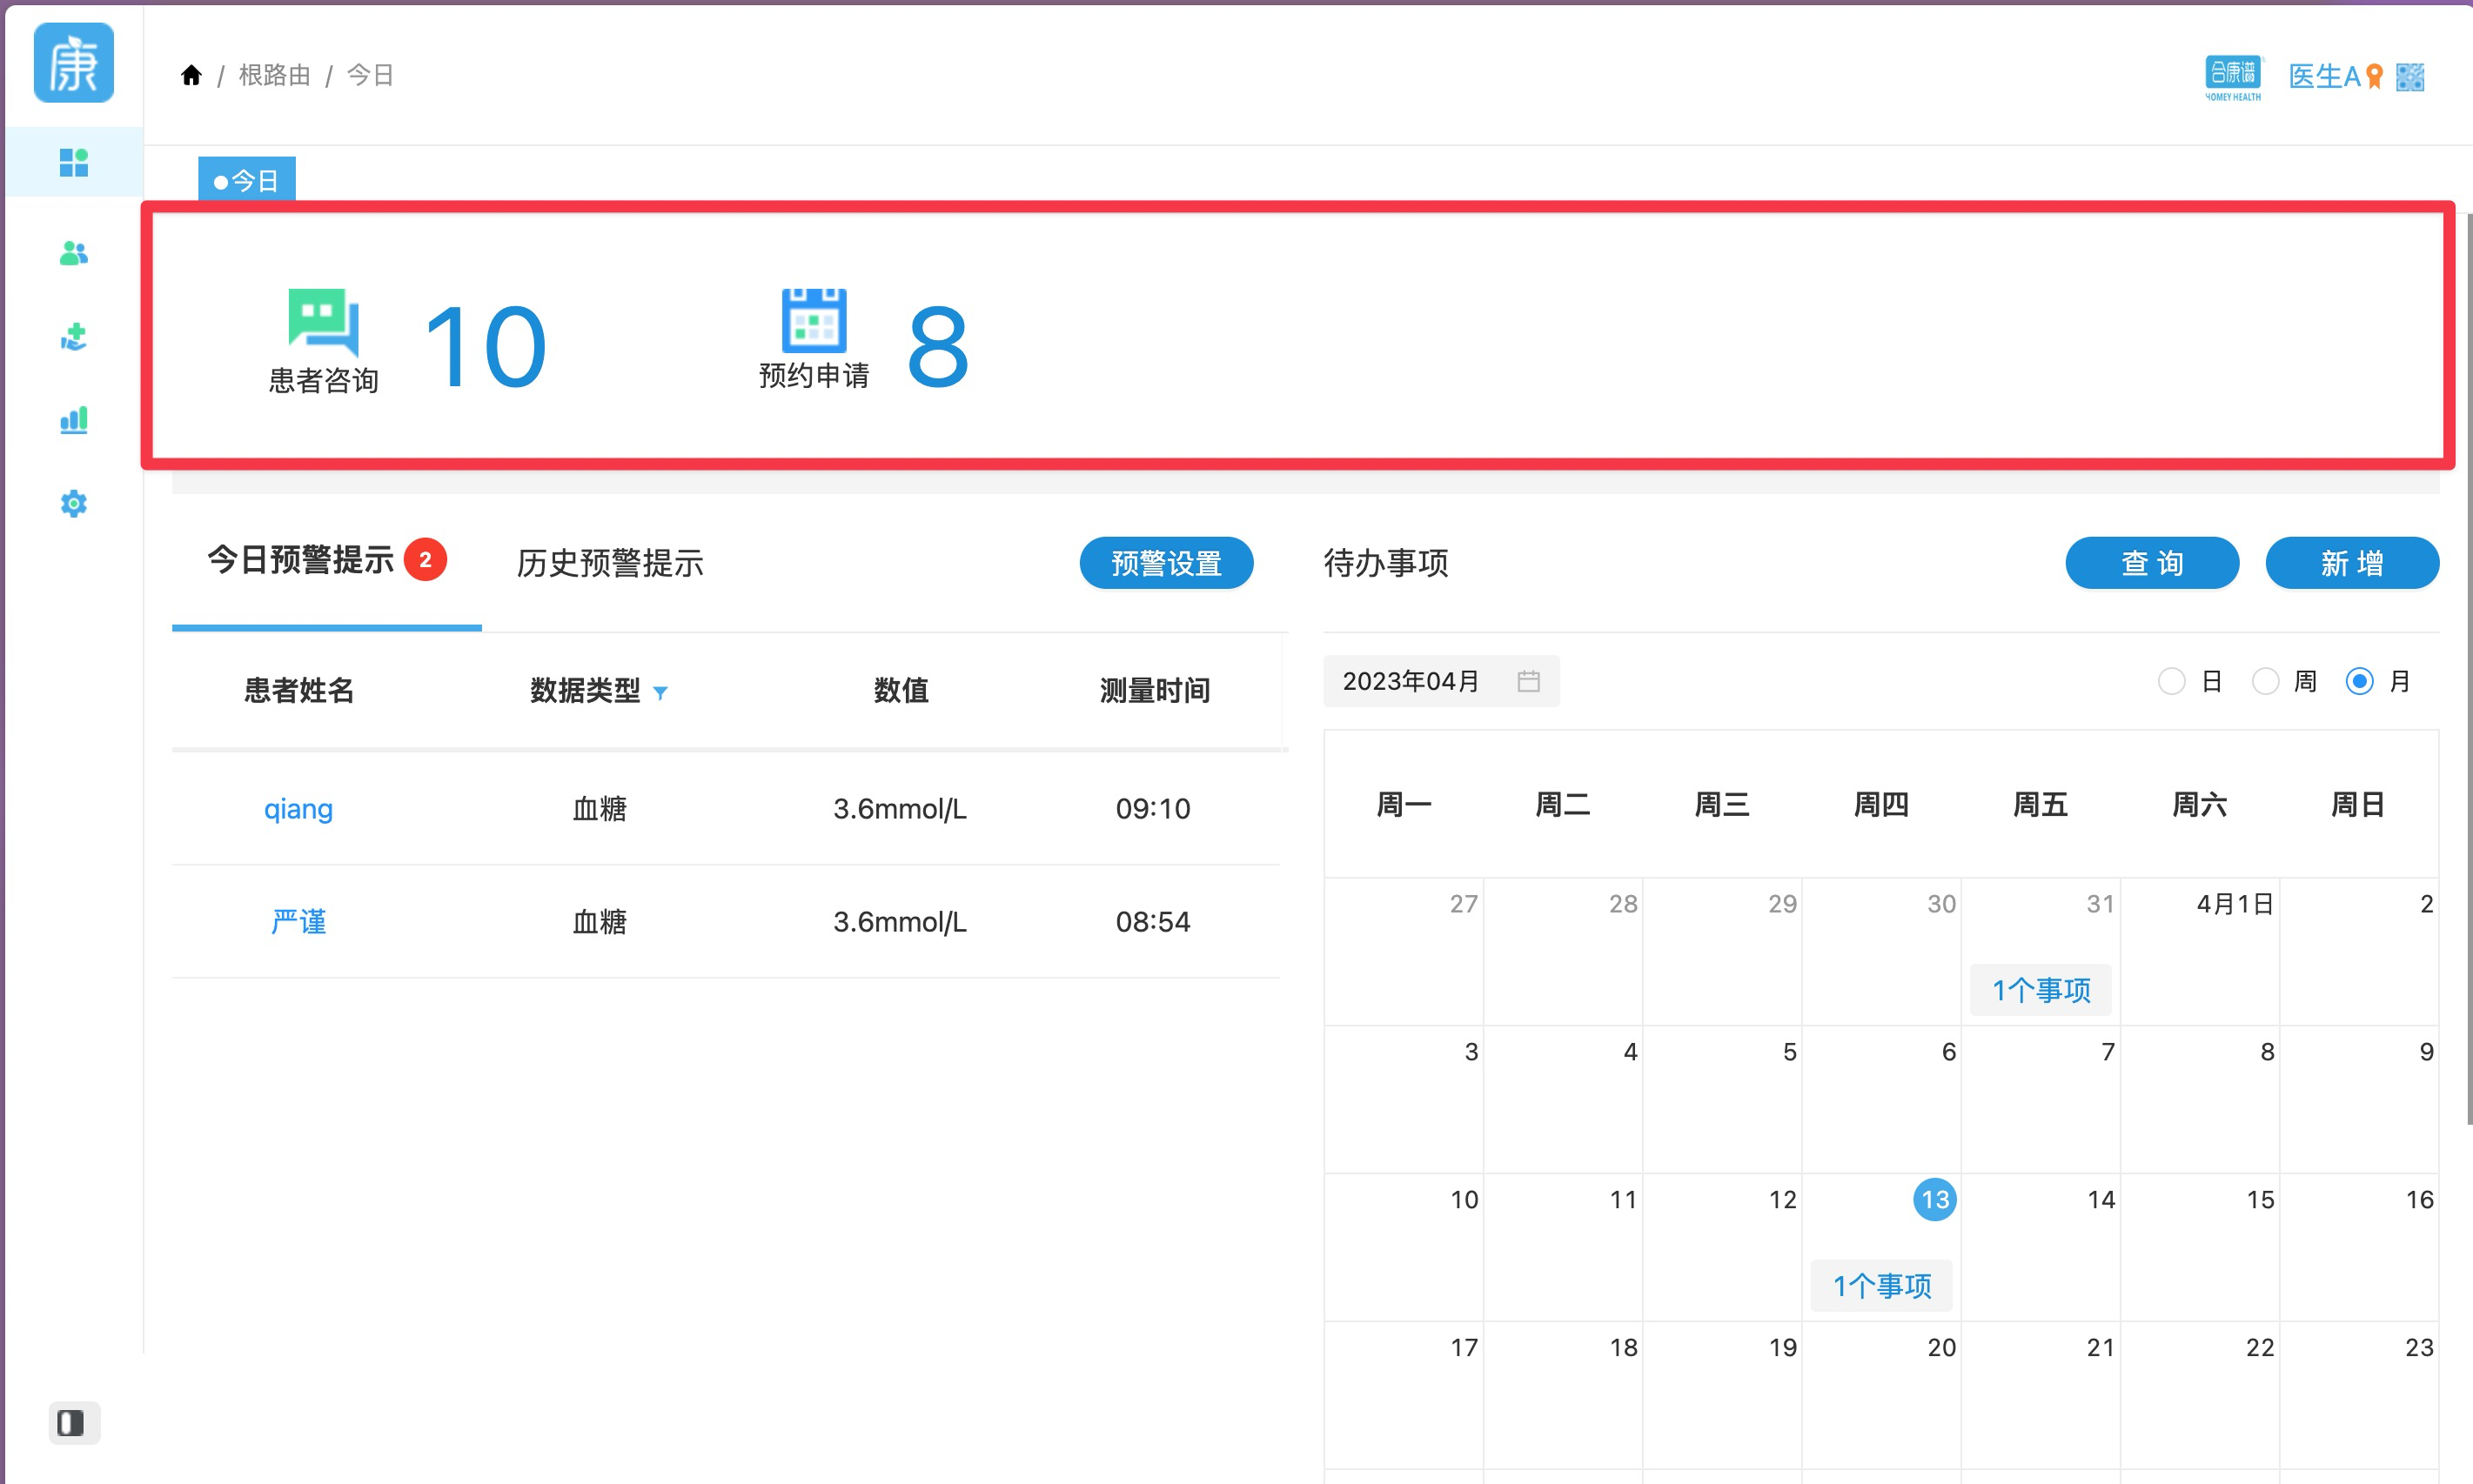 康
/ 根路由 / 今日
合康谱
HOMEY HEALTH
医生A
今日
患者咨询 10
预约申请 8
今日预警提示 2 历史预警提示 预警设置
患者姓名 数据类型 数值 测量时间
qiang 血糖 3.6mmol/L 09:10
严谨 血糖 3.6mmol/L 08:54
待办事项 查 询 新 增
2023年04月 日 周 月
周一 周二 周三 周四 周五 周六 周日
27 28 29 30 31 4月1日 2
1个事项
3 4 5 6 7 8 9
10 11 12 13 14 15 16
1个事项
17 18 19 20 21 22 23